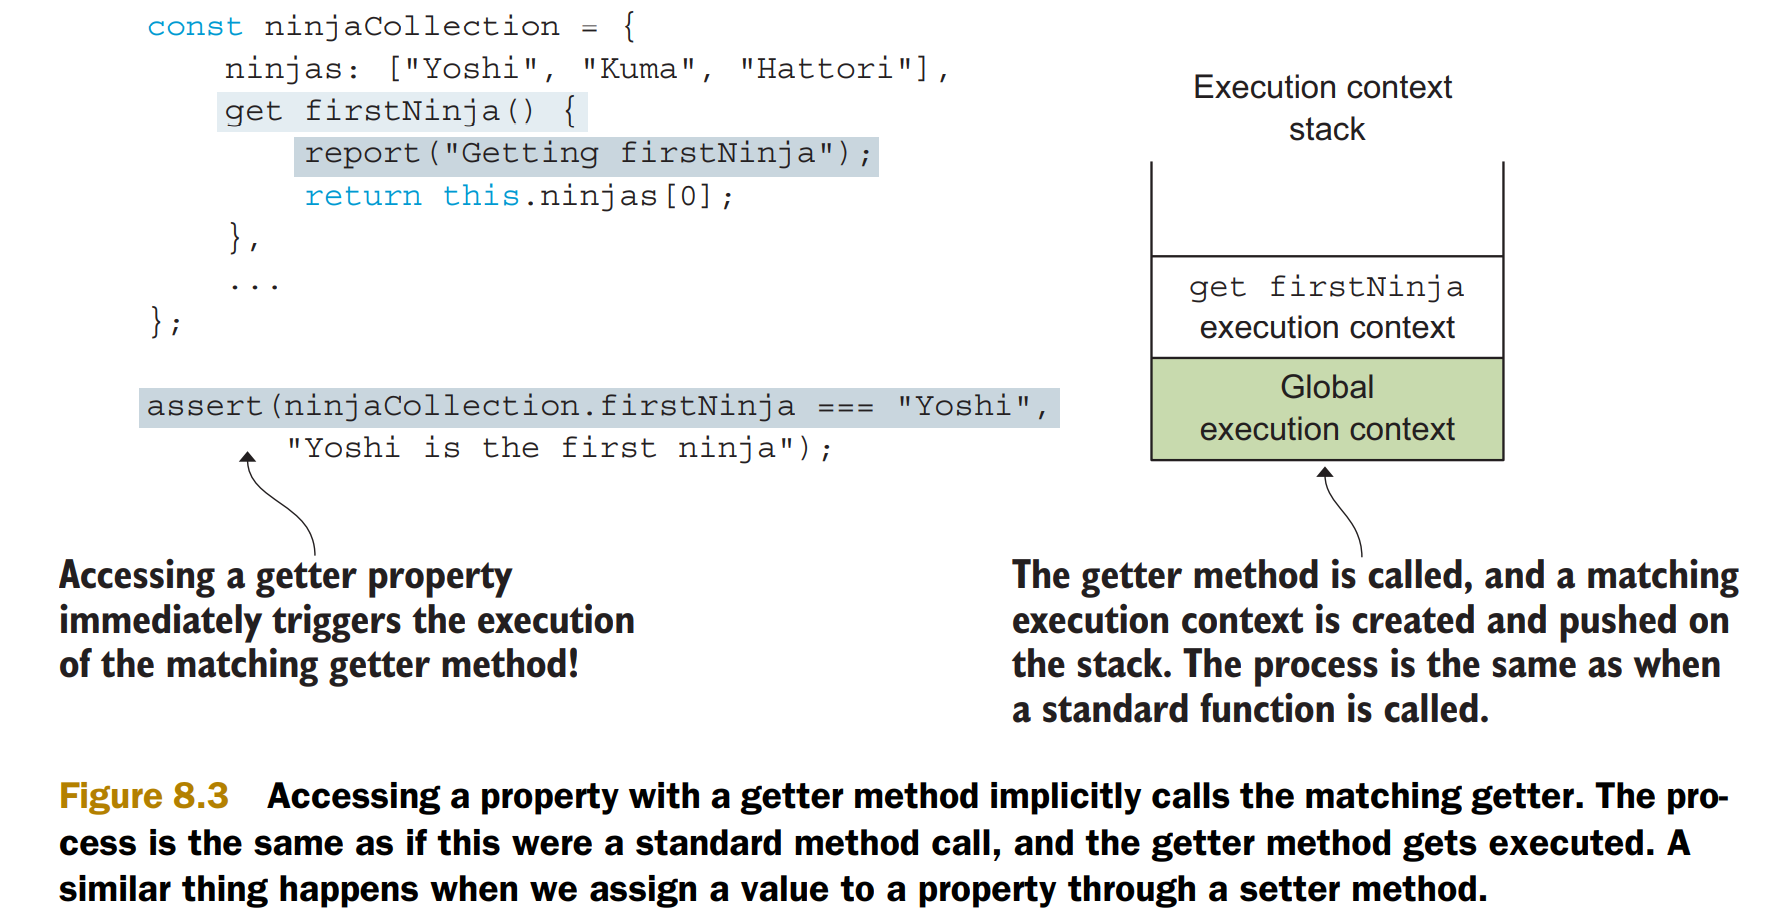 const ninjaCollection = {
ninjas: ["Yoshi", "Kuma", "Hattori"],
get firstNinja() {
report("Getting firstNinja");
return this.ninjas[0];
},
...
};
assert(ninjaCollection.firstNinja === "Yoshi",
"Yoshi is the first ninja");
Accessing a getter property
immediately triggers the execution
of the matching getter method!
Execution context
stack
get firstNinja
execution context
Global
execution context
The getter method is called, and a matching
execution context is created and pushed on
the stack. The process is the same as when
a standard function is called.
Figure 8.3 Accessing a property with a getter method implicitly calls the matching getter. The pro-
cess is the same as if this were a standard method call, and the getter method gets executed. A
similar thing happens when we assign a value to a property through a setter method.